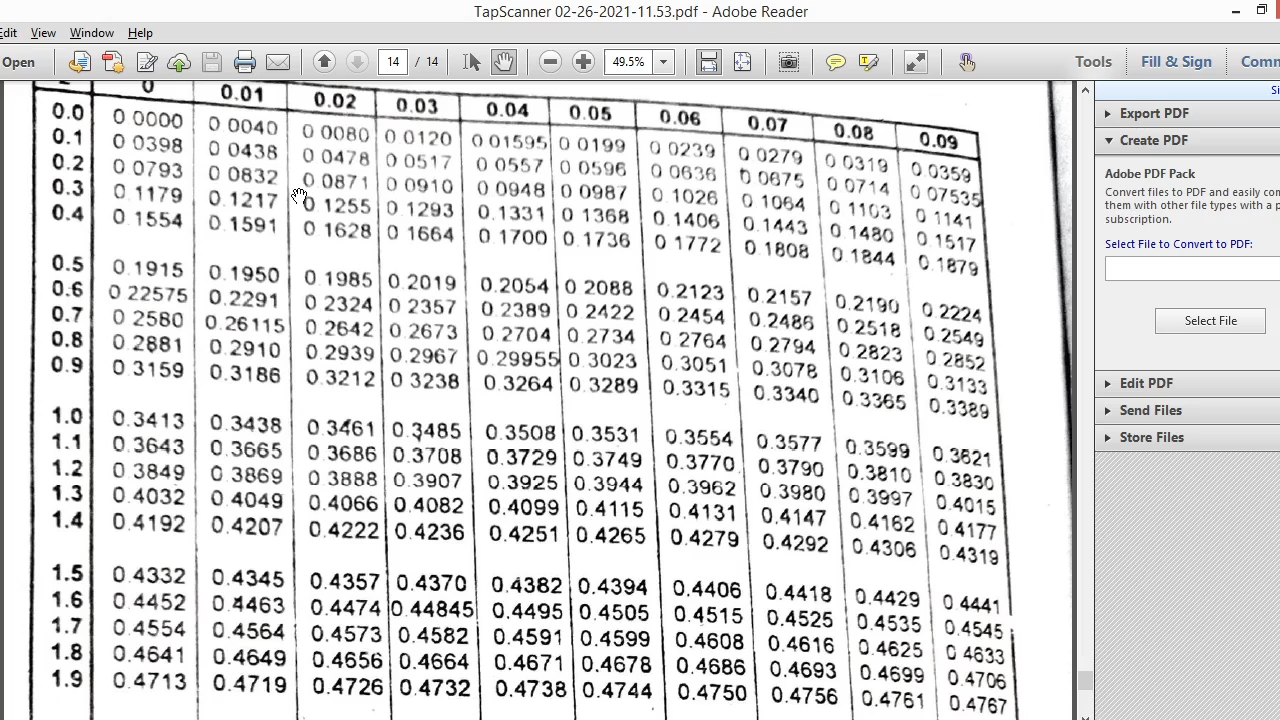 TapScanner 02-26-2021-11.53.pdf - Adobe Reader
Edit View Window Help
Open 14 / 14 49.5% Tools Fill & Sign Comm
0 0.01 0.02 0.03 0.04 0.05 0.06 0.07 0.08 0.09
0.0 0 0000 0 0040 0 0080 0 0120 0 01595 0 0199 0 0239 0 0279 0 0319 0 0359
0.1 0 0398 0 0438 0 0478 0 0517 0 0557 0 0596 0 0636 0 0675 0 0714 0 07535
0.2 0 0793 0 0832 0 0871 0 0910 0 0948 0 0987 0 1026 0 1064 0 1103 0 1141
0.3 0 1179 0.1217 0 1255 0 1293 0.1331 0 1368 0 1406 0 1443 0 1480 0 1517
0.4 0 1554 0.1591 0 1628 0 1664 0.1700 0.1736 0 1772 0 1808 0 1844 0 1879
0.5 0.1915 0.1950 0 1985 0.2019 0.2054 0 2088 0.2123 0.2157 0.2190 0.2224
0.6 0 22575 0.2291 0 2324 0 2357 0.2389 0.2422 0.2454 0.2486 0.2518 0.2549
0.7 0 2580 0.26115 0.2642 0 2673 0.2704 0.2734 0.2764 0.2794 0.2823 0.2852
0.8 0 2881 0.2910 0.2939 0.2967 0.29955 0.3023 0.3051 0.3078 0.3106 0.3133
0.9 0.3159 0.3186 0.3212 0 3238 0.3264 0.3289 0.3315 0.3340 0.3365 0.3389
1.0 0.3413 0.3438 0.3461 0.3485 0.3508 0.3531 0.3554 0.3577 0.3599 0.3621
1.1 0.3643 0.3665 0.3686 0.3708 0.3729 0.3749 0.3770 0.3790 0.3810 0.3830
1.2 0.3849 0.3869 0.3888 0.3907 0.3925 0.3944 0.3962 0.3980 0.3997 0.4015
1.3 0.4032 0.4049 0.4066 0.4082 0.4099 0.4115 0.4131 0.4147 0.4162 0.4177
1.4 0.4192 0.4207 0.4222 0.4236 0.4251 0.4265 0.4279 0.4292 0.4306 0.4319
1.5 0.4332 0.4345 0.4357 0.4370 0.4382 0.4394 0.4406 0.4418 0.4429 0 4441
1.6 0.4452 0.4463 0.4474 0.44845 0.4495 0.4505 0.4515 0.4525 0.4535 0.4545
1.7 0.4554 0.4564 0.4573 0.4582 0.4591 0.4599 0.4608 0.4616 0.4625 0.4633
1.8 0.4641 0.4649 0.4656 0.4664 0.4671 0.4678 0.4686 0.4693 0.4699 0.4706
1.9 0.4713 0.4719 0.4726 0.4732 0.4738 0.4744 0.4750 0.4756 0.4761 0.4767
Si
Export PDF
Create PDF
Adobe PDF Pack
Convert files to PDF and easily com
them with other file types with a p
subscription.
Select File to Convert to PDF:
Select File
Edit PDF
Send Files
Store Files